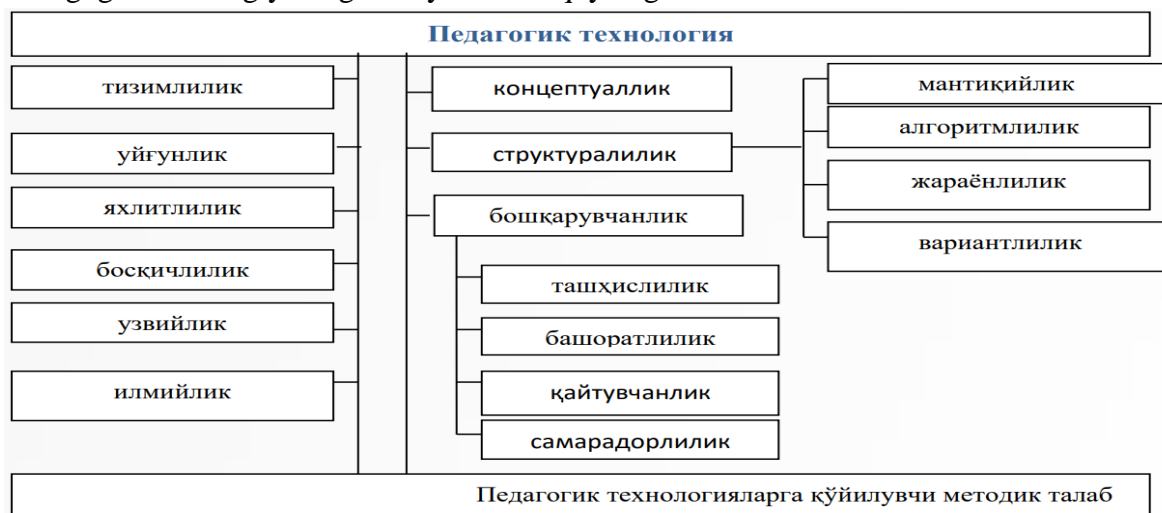 Педагогик технология
тизимлилик
уйғунлик
яхлитлилик
босқичлилик
узвийлик
илмийлик
концептуаллик
структуралилик
бошқарувчанлик
ташҳислилик
башоратлилик
қайтувчанлик
самарадорлилик
мантиқийлик
алгоритмлилик
жараёнлилик
вариантлилик
Педагогик технологияларга қўйилувчи методик талаб